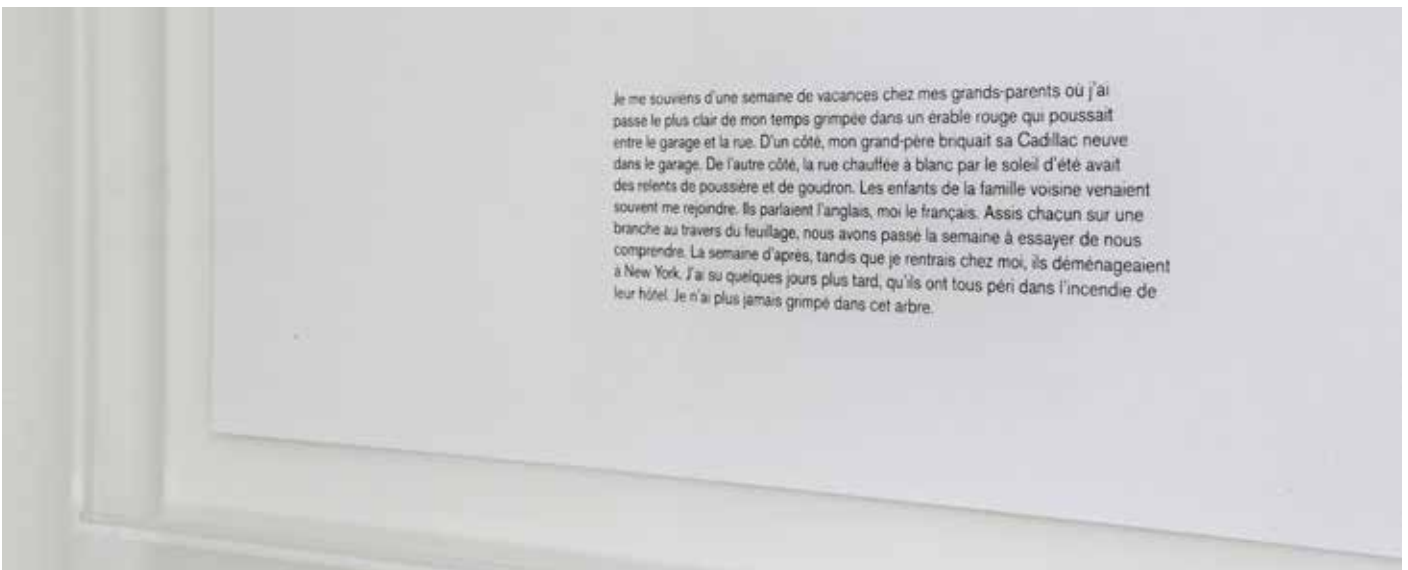 Je me souviens d'une semaine de vacances chez mes grands-parents où j'ai
passé le plus clair de mon temps grimpée dans un érable rouge qui poussait
entre le garage et la rue. D'un côté, mon grand-père briquait sa Cadillac neuve
dans le garage. De l'autre côté, la rue chauffée à blanc par le soleil d'été avait
des relents de poussière et de goudron. Les enfants de la famille voisine venaient
souvent me rejoindre. Ils parlaient l'anglais, moi le français. Assis chacun sur une
branche au travers du feuillage, nous avons passé la semaine à essayer de nous
comprendre. La semaine d'après, tandis que je rentrais chez moi, ils déménageaient
à New York. J'ai su quelques jours plus tard, qu'ils ont tous péri dans l'incendie de
leur hôtel. Je n'ai plus jamais grimpé dans cet arbre.